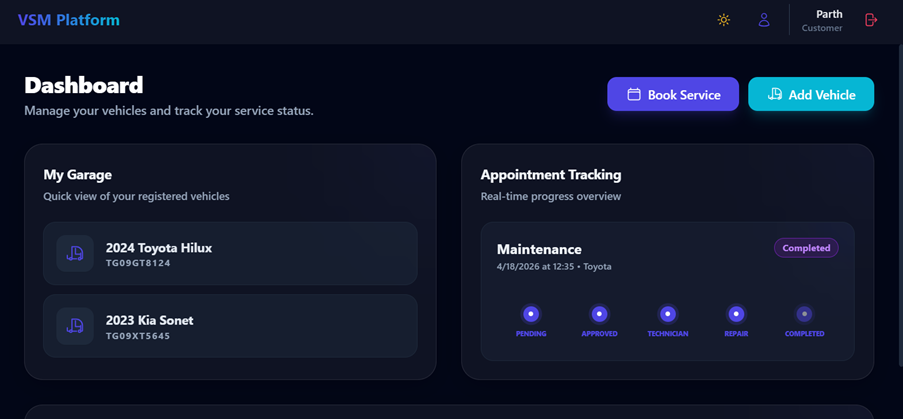 VSM Platform
Parth
Customer
Dashboard
Manage your vehicles and track your service status.
Book Service
Add Vehicle
My Garage
Quick view of your registered vehicles
2024 Toyota Hilux
TG09GT8124
2023 Kia Sonet
TG09XT5645
Appointment Tracking
Real-time progress overview
Maintenance
Completed
4/18/2026 at 12:35 • Toyota
PENDING
APPROVED
TECHNICIAN
REPAIR
COMPLETED